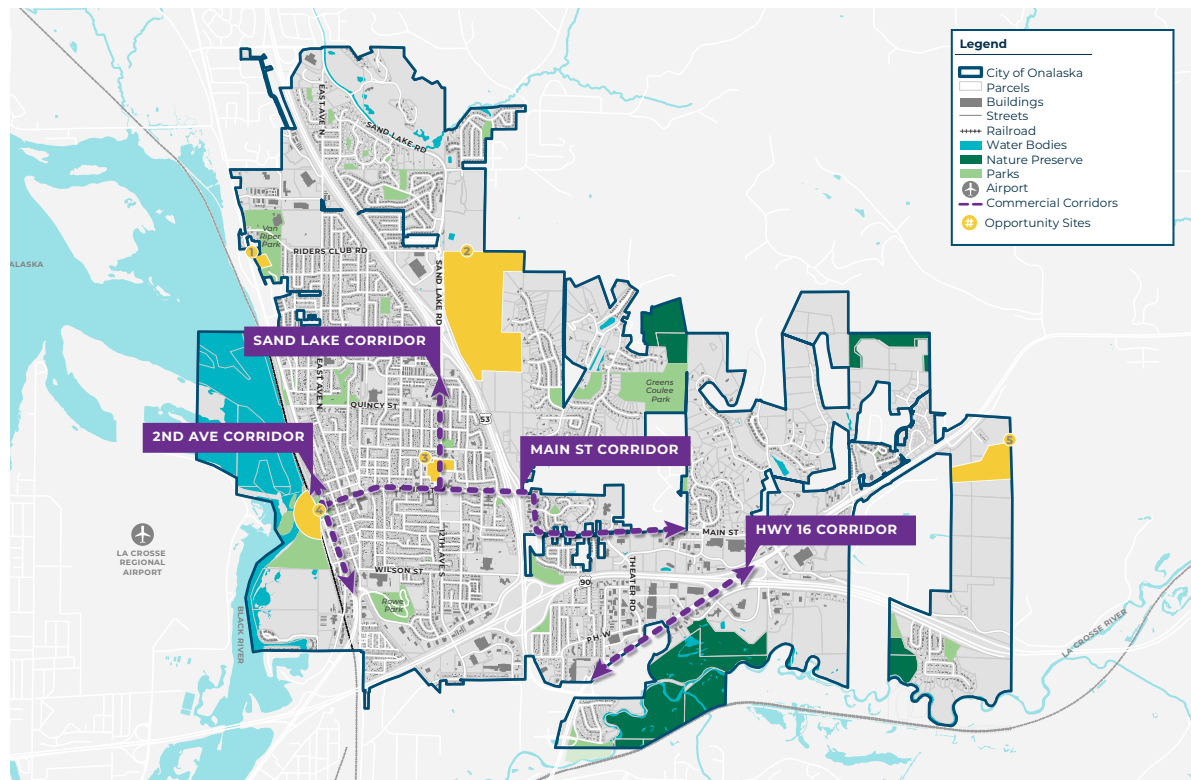 Legend
City of Onalaska
Parcels
Buildings
Streets
Railroad
Water Bodies
Nature Preserve
Parks
Airport
Commercial Corridors
#
Opportunity Sites
EAST AVE N
SAND LAKE RD
Van
Riper
Park
1
RIDERS CLUB RD
2
ALASKA
SAND LAKE RD
SAND LAKE CORRIDOR
EAST AVE N
Greens
Coulee
Park
QUINCY ST
53
2ND AVE CORRIDOR
MAIN ST CORRIDOR
5
3
4
MAIN ST
HWY 16 CORRIDOR
LA CROSSE
REGIONAL
AIRPORT
12TH AVE S
WILSON ST
90
THEATER RD
Rowe
Park
BLACK RIVER
P H W
LA CROSSE RIVER